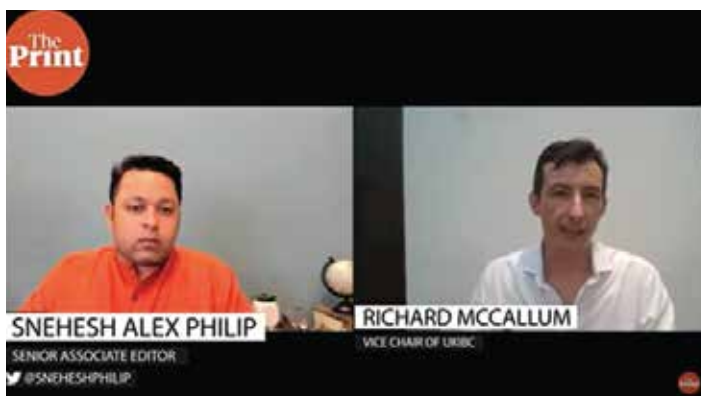 The
Print
SNEHESH ALEX PHILIP
SENIOR ASSOCIATE EDITOR
@SNEHESHPHILIP
RICHARD MCCALLUM
VICE CHAIR OF UKIBC